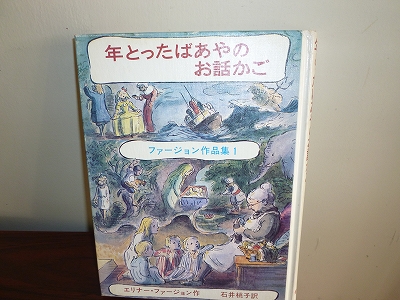 年とったばあやの
お話かご
ファージョン作品集 1
エリナー・ファージョン作
石井桃子訳